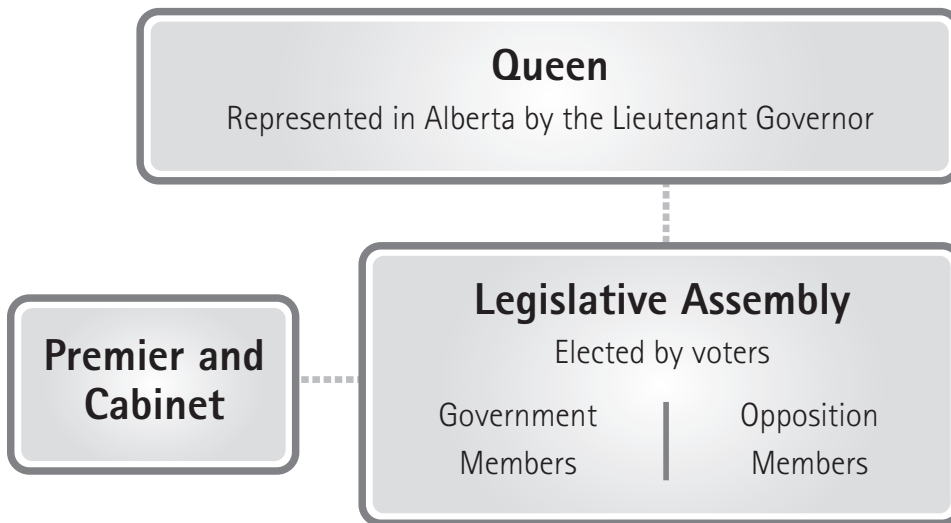 Queen
Represented in Alberta by the Lieutenant Governor
Legislative Assembly
Elected by voters
Premier and
Cabinet
Government
Members
Opposition
Members